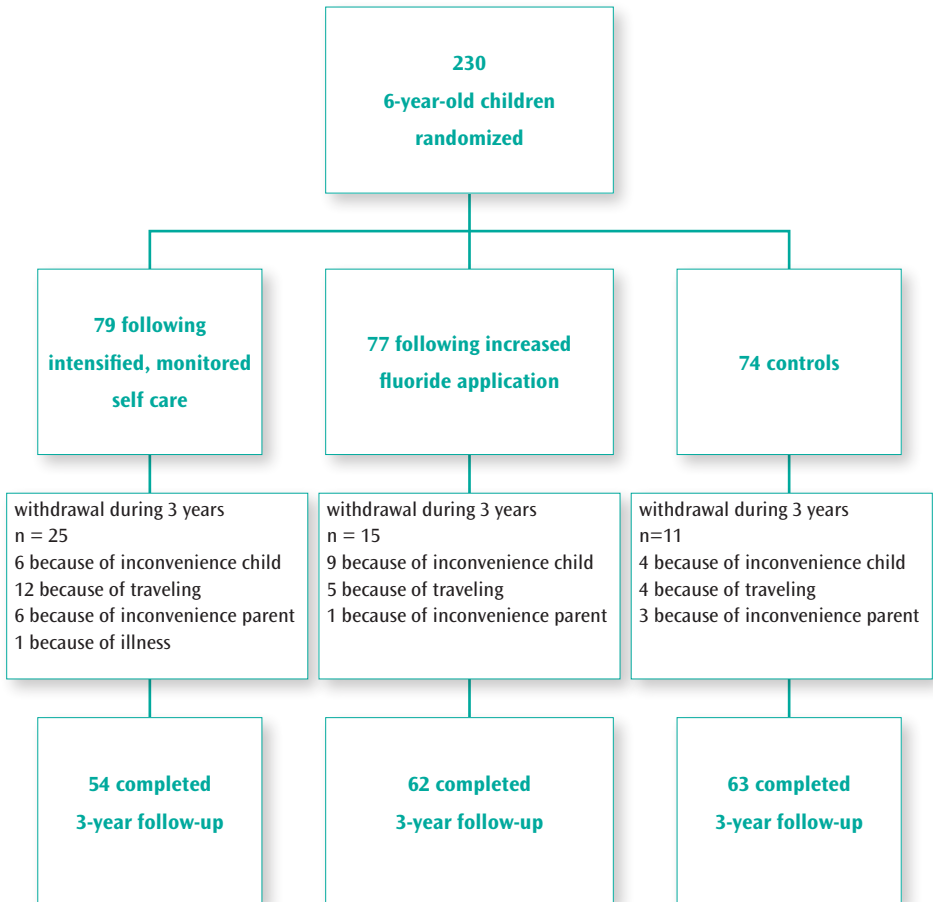 230
6-year-old children
randomized
79 following
intensified, monitored
self care
77 following increased
fluoride application
74 controls
withdrawal during 3 years
n = 25
6 because of inconvenience child
12 because of traveling
6 because of inconvenience parent
1 because of illness
withdrawal during 3 years
n = 15
9 because of inconvenience child
5 because of traveling
1 because of inconvenience parent
withdrawal during 3 years
n=11
4 because of inconvenience child
4 because of traveling
3 because of inconvenience parent
54 completed
3-year follow-up
62 completed
3-year follow-up
63 completed
3-year follow-up